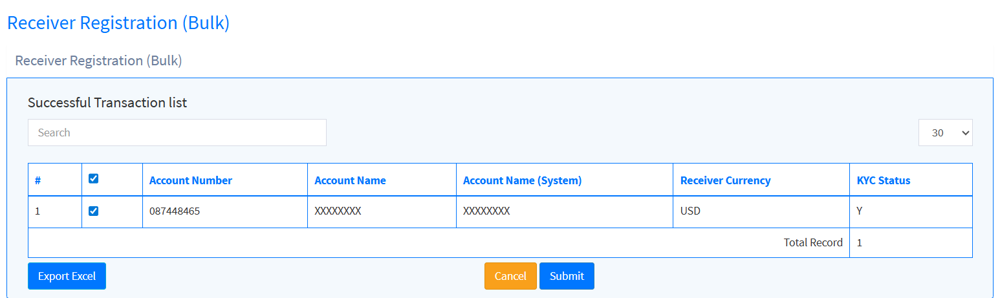 Receiver Registration (Bulk)
Receiver Registration (Bulk)
Successful Transaction list
Search
30
# Account Number Account Name Account Name (System) Receiver Currency KYC Status
1 087448465 XXXXXXXX XXXXXXXX USD Y
Total Record 1
Export Excel Cancel Submit